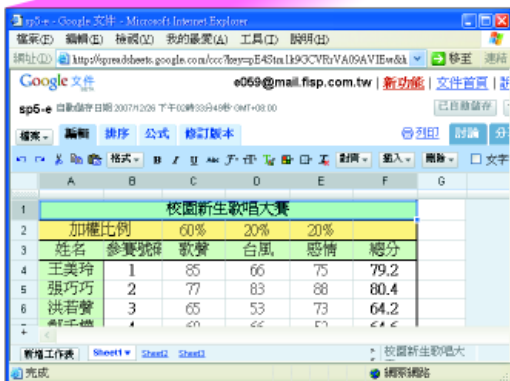 sp5-e - Google 文件 - Microsoft Internet Explorer
檔案(F) 編輯(E) 檢視(V) 我的最愛(A) 工具(T) 說明(H)
網址(D) http://spreadsheets.google.com/ccc? 移至 連結
Google 文件 e059@mail.fisp.com.tw | 新功能 | 文件首頁 |
sp5-e 自動儲存日期 2007/12/26 下午02時33分49秒 GMT+08:00 已自動儲存
檔案 編輯 排序 公式 修訂版本 列印 討論
格式 B I U Abc 對齊 插入 刪除 文字
A B C D E F G
1 校園新生歌唱大賽
2 加權比例 60% 20% 20%
3 姓名 參賽號碼 歌聲 台風 感情 總分
4 王美玲 1 85 66 75 79.2
5 張巧巧 2 77 83 88 80.4
6 洪若馨 3 65 53 73 64.2
新增工作表 Sheet1 Sheet2 Sheet3 校園新生歌唱大
完成 網際網路